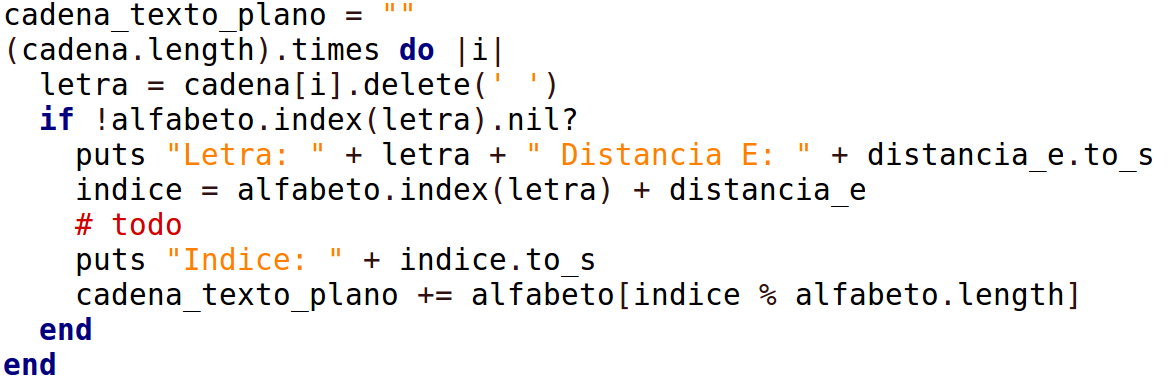 cadena_texto_plano = ""
(cadena.length).times do |i|
  letra = cadena[i].delete(' ')
  if !alfabeto.index(letra).nil?
    puts "Letra: " + letra + " Distancia E: " + distancia_e.to_s
    indice = alfabeto.index(letra) + distancia_e
    # todo
    puts "Indice: " + indice.to_s
    cadena_texto_plano += alfabeto[indice % alfabeto.length]
  end
end